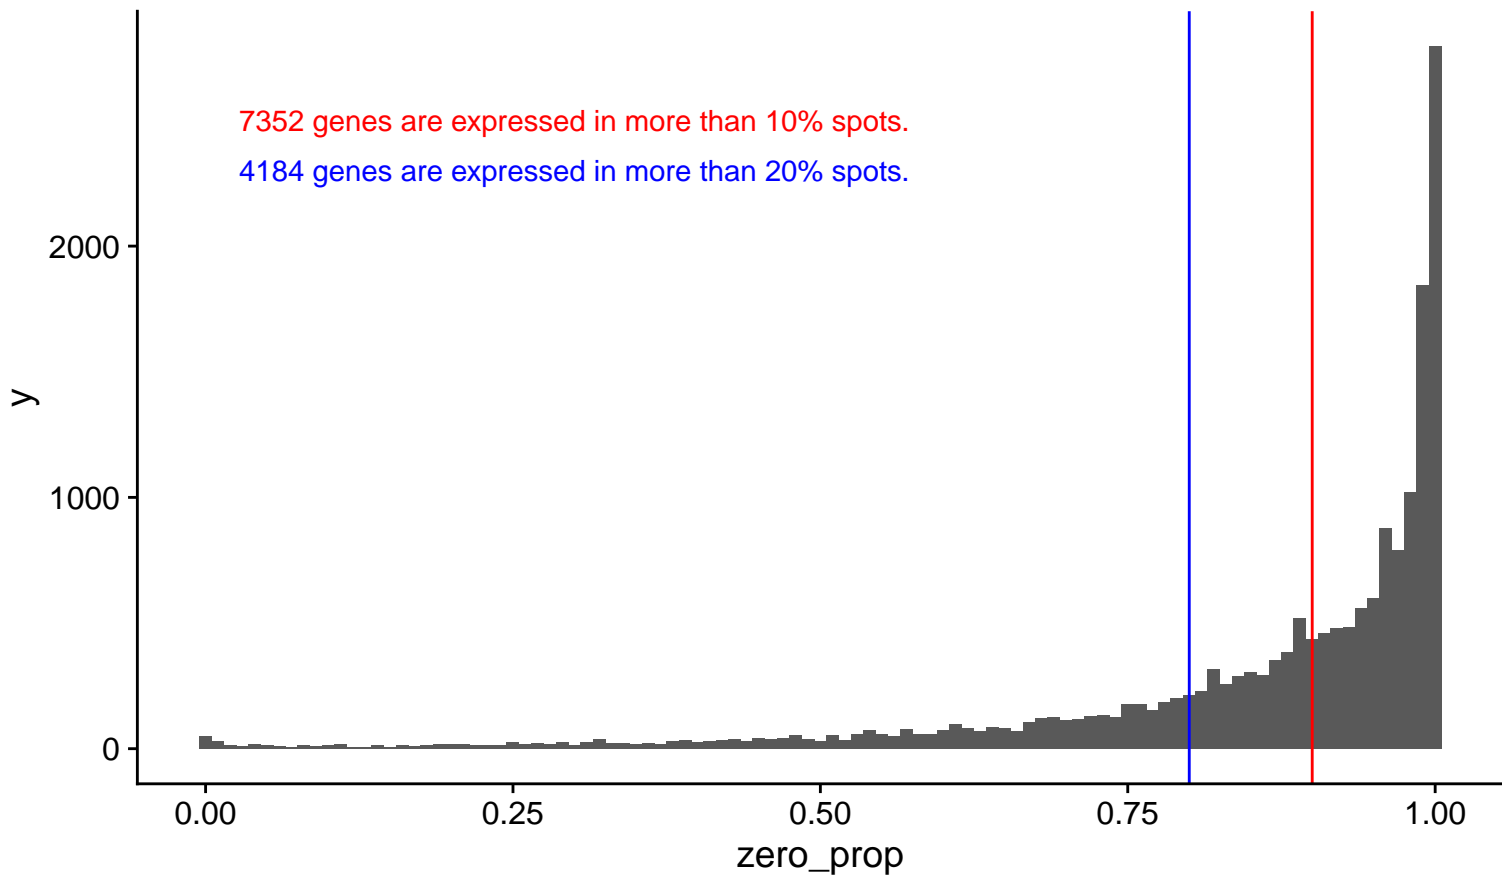 7352 genes are expressed in more than 10% spots.
4184 genes are expressed in more than 20% spots.
2000
1000
0
y
0.00 0.25 0.50 0.75 1.00
zero_prop